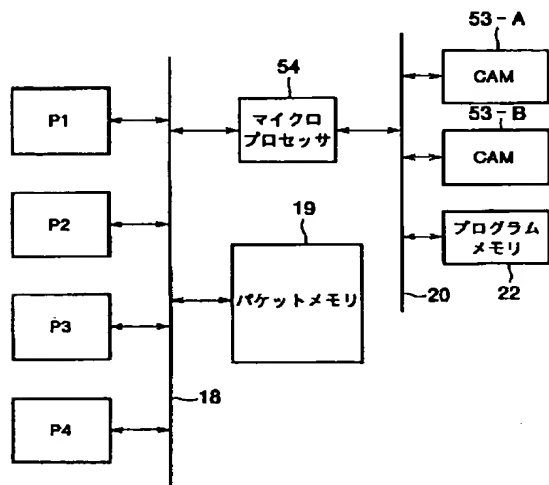 53-A
CAM
54
P1
マイクロ
プロセッサ
53-B
CAM
P2
19
プログラム
メモリ
パケットメモリ
20
22
P3
18
P4